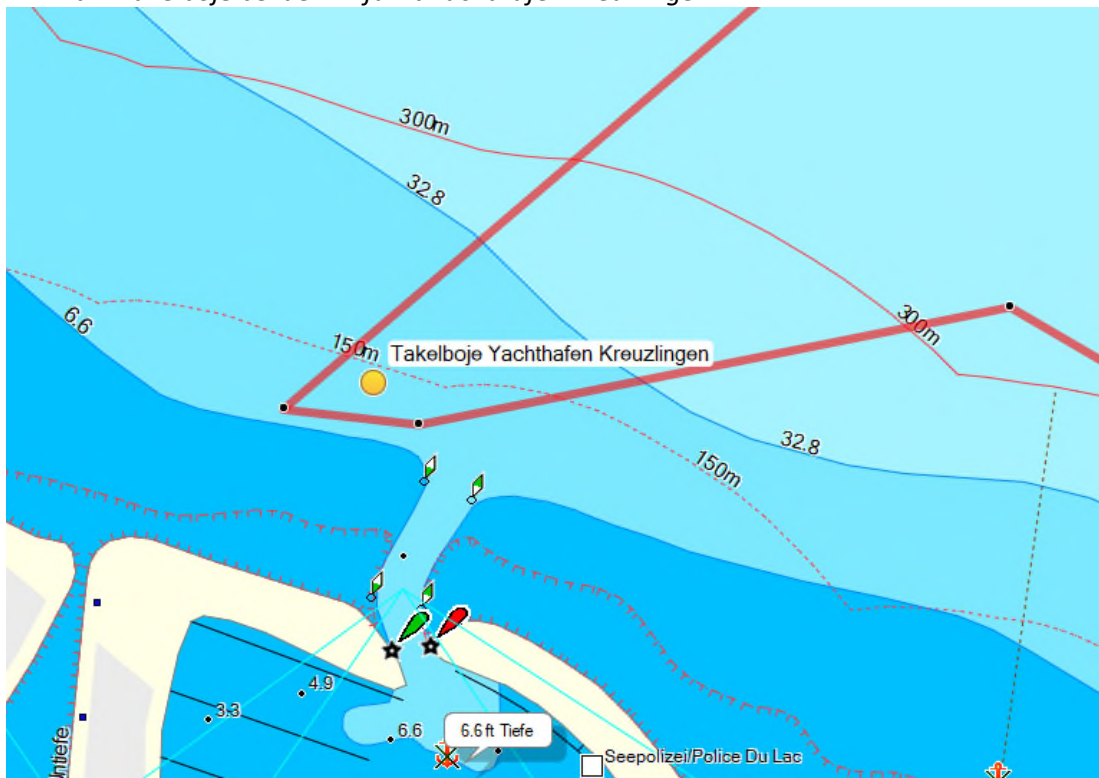 300m
32.8
6.6
150m
Takelboje Yachthafen Kreuzlingen
300m
32.8
150m
4.9
3.3
6.6
6.6 ft Tiefe
Seepolizei/Police Du Lac